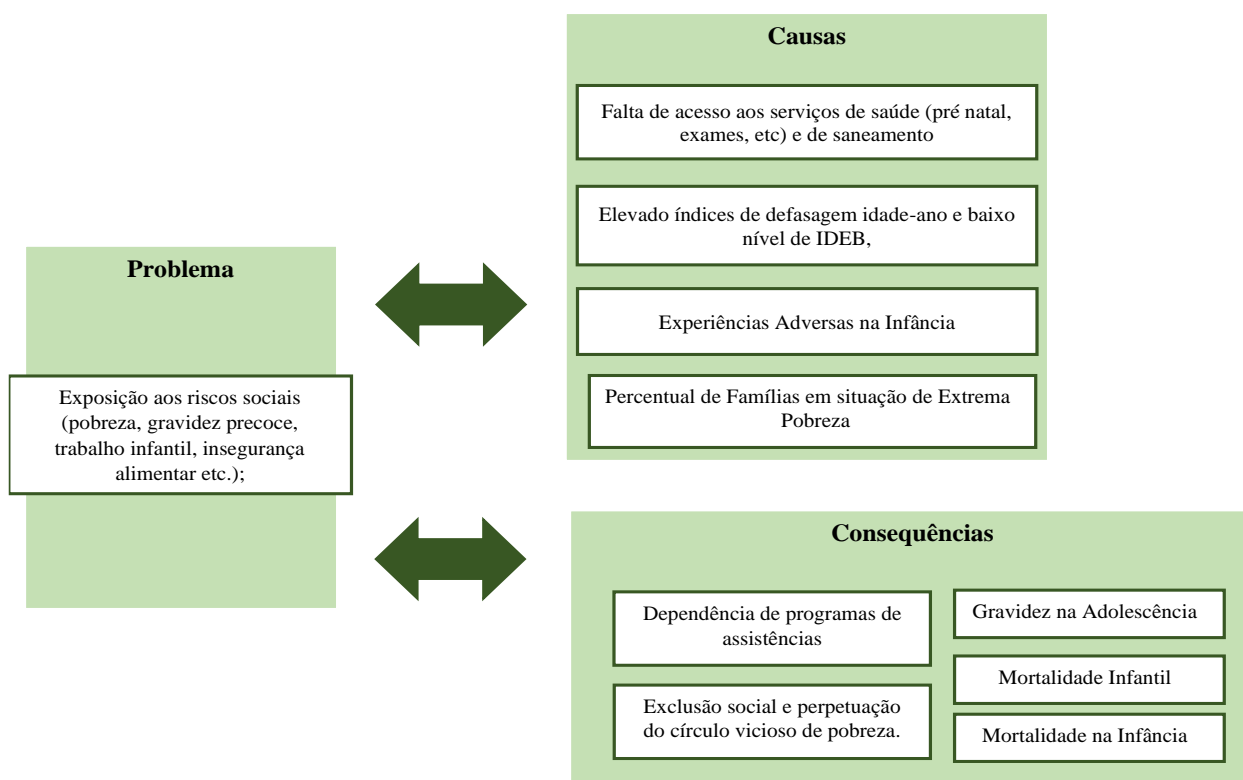 Problema
Exposição aos riscos sociais
(pobreza, gravidez precoce,
trabalho infantil, insegurança
alimentar etc.);
Causas
Falta de acesso aos serviços de saúde (pré natal,
exames, etc) e de saneamento
Elevado índices de defasagem idade-ano e baixo
nível de IDEB,
Experiências Adversas na Infância
Percentual de Famílias em situação de Extrema
Pobreza
Consequências
Dependência de programas de
assistências
Exclusão social e perpetuação
do círculo vicioso de pobreza.
Gravidez na Adolescência
Mortalidade Infantil
Mortalidade na Infância